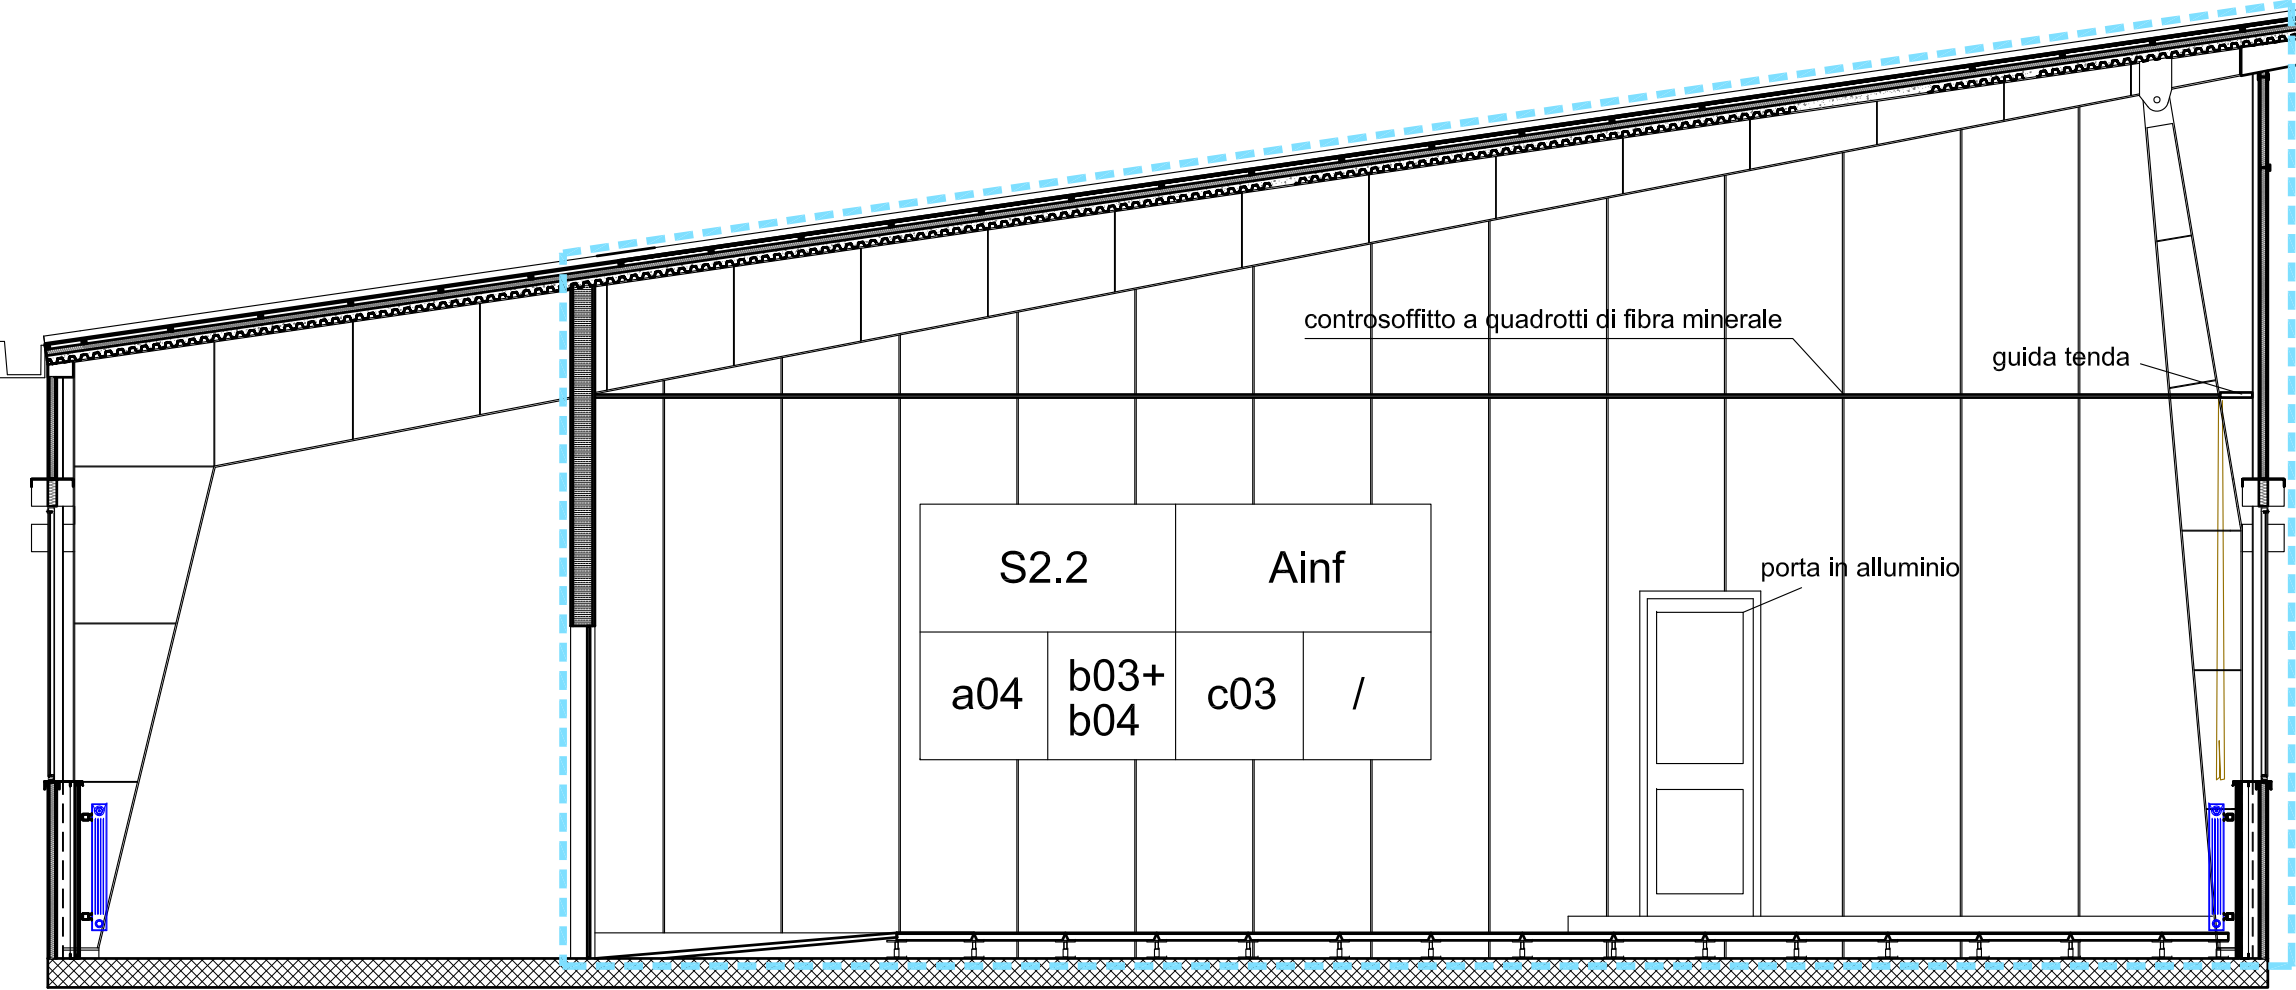 controsoffitto a quadrotti di fibra minerale
guida tenda
S2.2
Ainf
porta in alluminio
a04
b03+
b04
c03
/